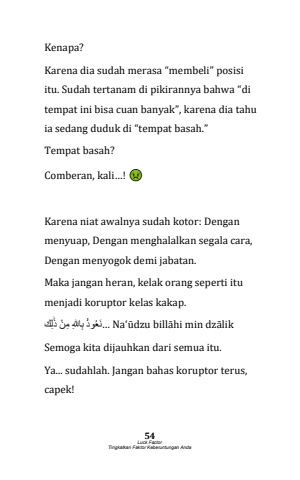 Kenapa?
Karena dia sudah merasa “membeli” posisi
itu. Sudah tertanam di pikirannya bahwa “di
tempat ini bisa cuan banyak”, karena dia tahu
ia sedang duduk di “tempat basah.”
Tempat basah?
Comberan, kali…!
Karena niat awalnya sudah kotor: Dengan
menyuap, Dengan menghalalkan segala cara,
Dengan menyogok demi jabatan.
Maka jangan heran, kelak orang seperti itu
menjadi koruptor kelas kakap.
نَعُوذُ بِاللّٰهِ مِنْ ذٰلِكَ… Na‘ūdzu billāhi min dzālik
Semoga kita dijauhkan dari semua itu.
Ya... sudahlah. Jangan bahas koruptor terus,
capek!
54
Luck Factor
Tingkatkan Faktor Keberuntungan Anda